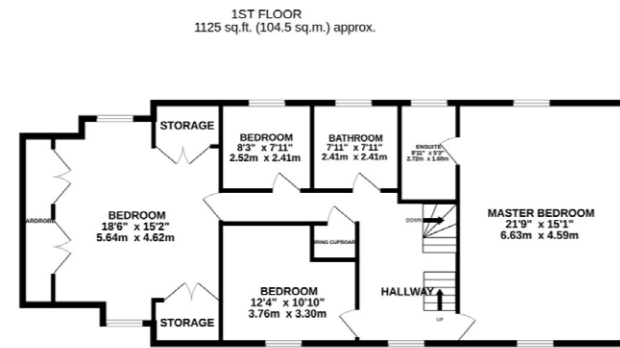 1ST FLOOR
1125 sq.ft. (104.5 sq.m.) approx.
STORAGE
BEDROOM
8'3" x 7'11"
2.52m x 2.41m
BATHROOM
7'11" x 7'11"
2.41m x 2.41m
ENSUITE
BEDROOM
18'6" x 15'2"
5.64m x 4.62m
ARDROBE
DOWN
MASTER BEDROOM
21'9" x 15'1"
6.63m x 4.59m
IRING CUPBOARD
BEDROOM
12'4" x 10'10"
3.76m x 3.30m
HALLWAY
UP
STORAGE